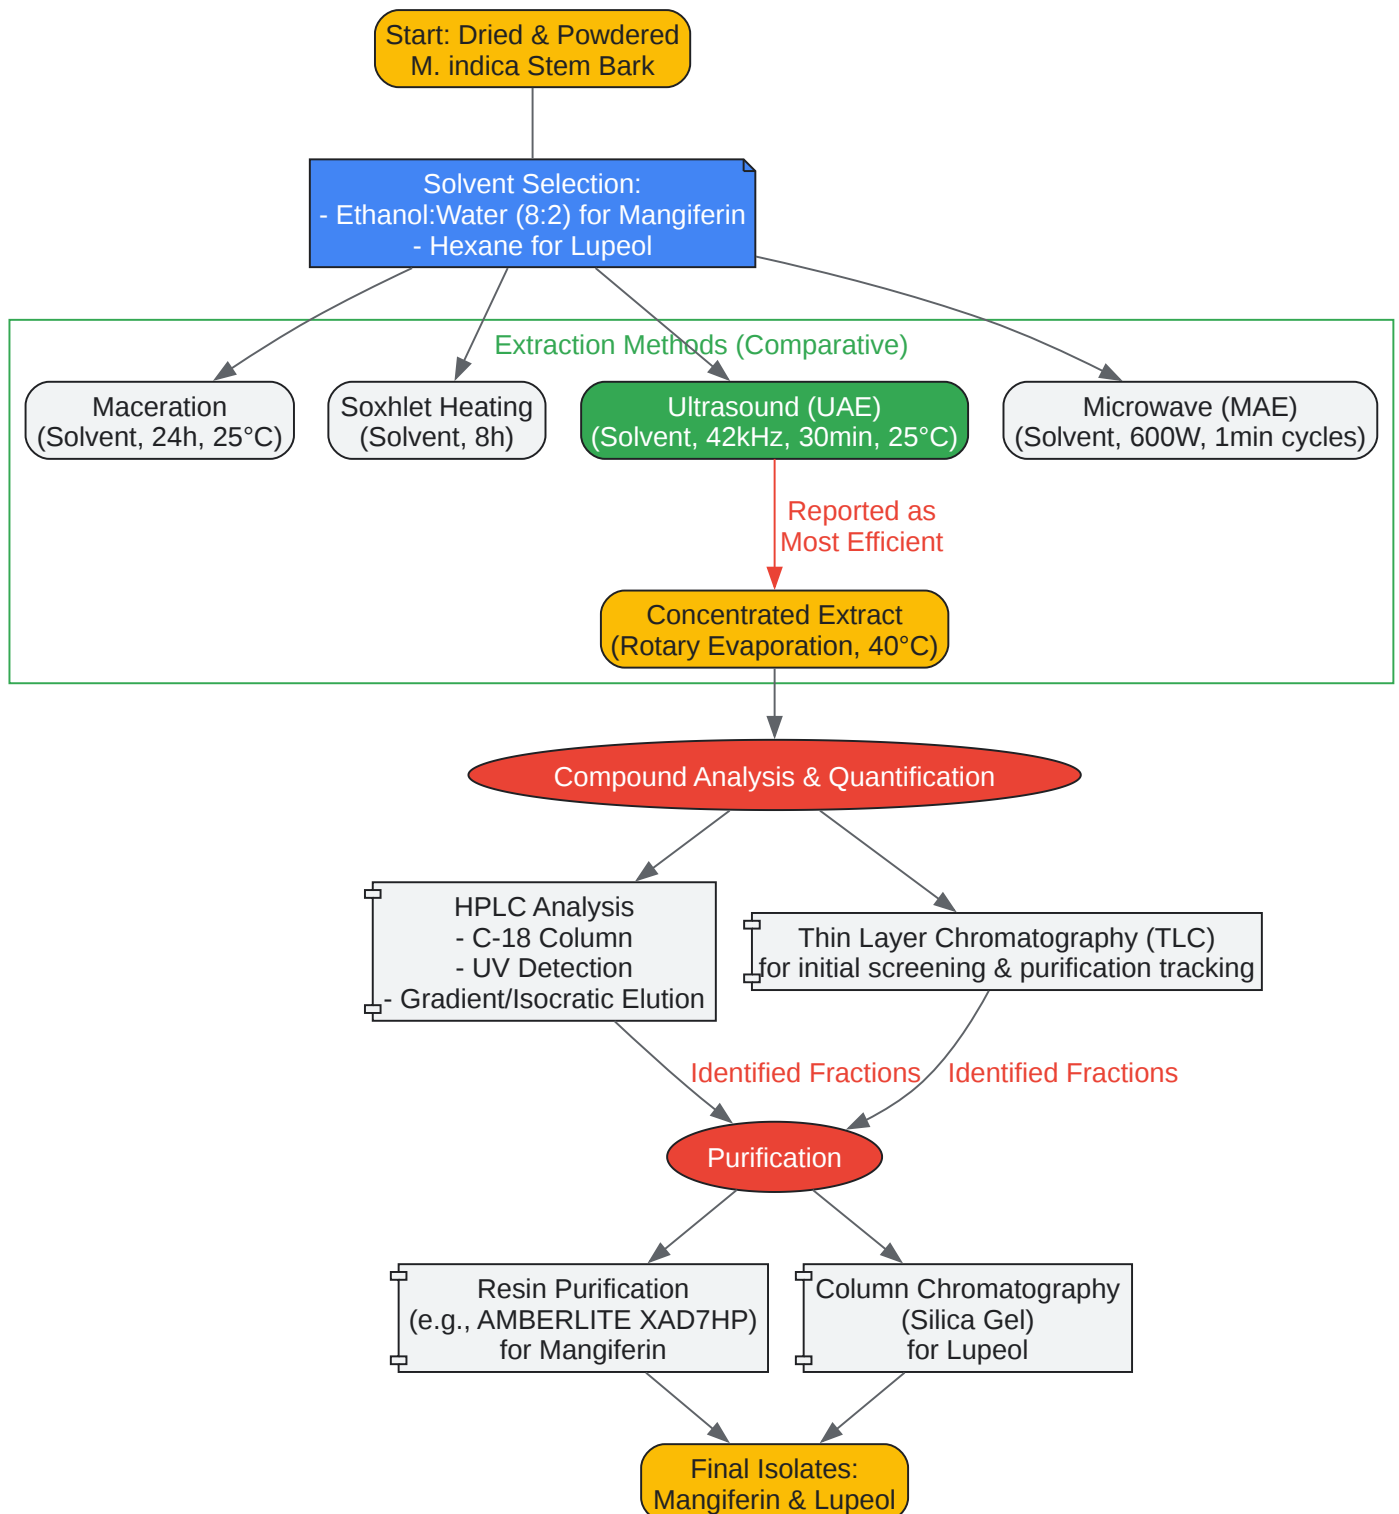 Start: Dried & Powdered
M. indica Stem Bark
Solvent Selection:
- Ethanol:Water (8:2) for Mangiferin
- Hexane for Lupeol
Extraction Methods (Comparative)
Maceration
(Solvent, 24h, 25°C)
Soxhlet Heating
(Solvent, 8h)
Ultrasound (UAE)
(Solvent, 42kHz, 30min, 25°C)
Microwave (MAE)
(Solvent, 600W, 1min cycles)
Reported as
Most Efficient
Concentrated Extract
(Rotary Evaporation, 40°C)
Compound Analysis & Quantification
HPLC Analysis
- C-18 Column
- UV Detection
- Gradient/Isocratic Elution
Thin Layer Chromatography (TLC)
for initial screening & purification tracking
Identified Fractions
Identified Fractions
Purification
Resin Purification
(e.g., AMBERLITE XAD7HP)
for Mangiferin
Column Chromatography
(Silica Gel)
for Lupeol
Final Isolates:
Mangiferin & Lupeol